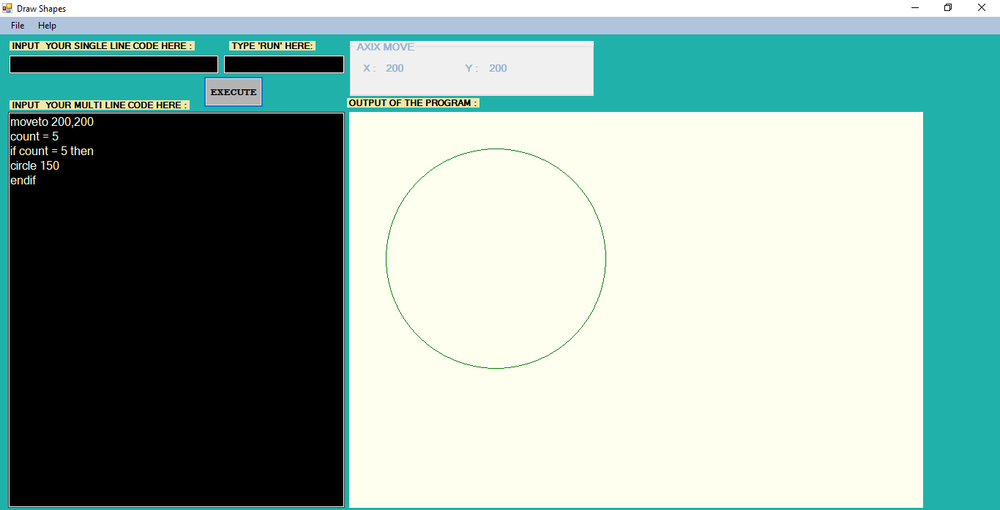 Draw Shapes
File Help
INPUT YOUR SINGLE LINE CODE HERE :
TYPE 'RUN' HERE:
AXIX MOVE
X : 200 Y : 200
EXECUTE
INPUT YOUR MULTI LINE CODE HERE :
moveto 200,200
count = 5
if count = 5 then
circle 150
endif
OUTPUT OF THE PROGRAM :